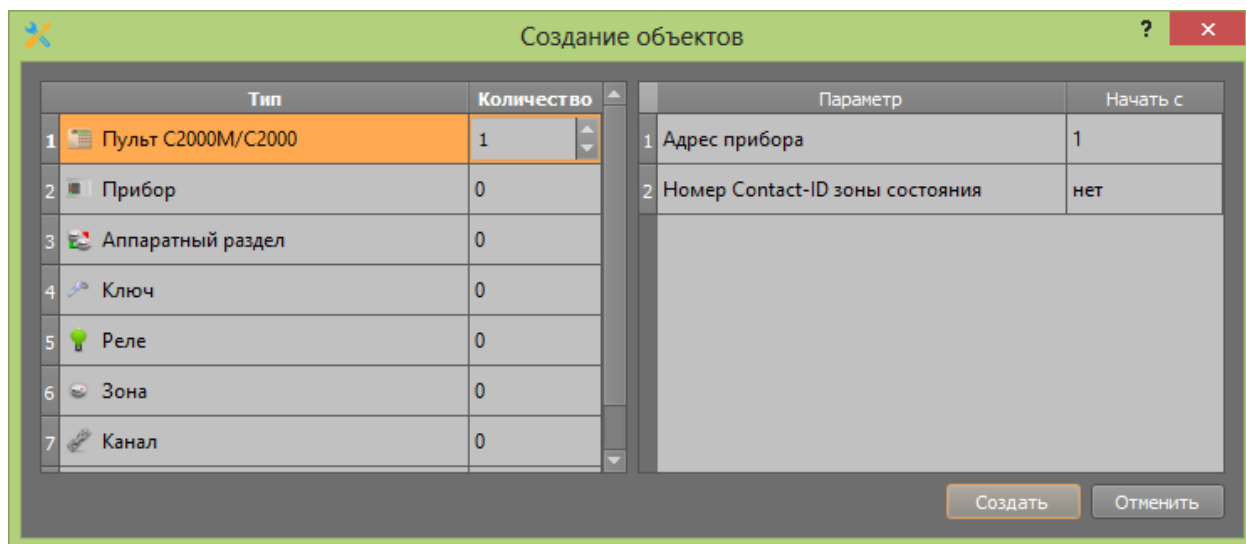 Создание объектов
?
Тип Количество
1 Пульт С2000М/С2000 1
2 Прибор 0
3 Аппаратный раздел 0
4 Ключ 0
5 Реле 0
6 Зона 0
7 Канал 0
Параметр Начать с
1 Адрес прибора 1
2 Номер Contact-ID зоны состояния нет
Создать Отменить